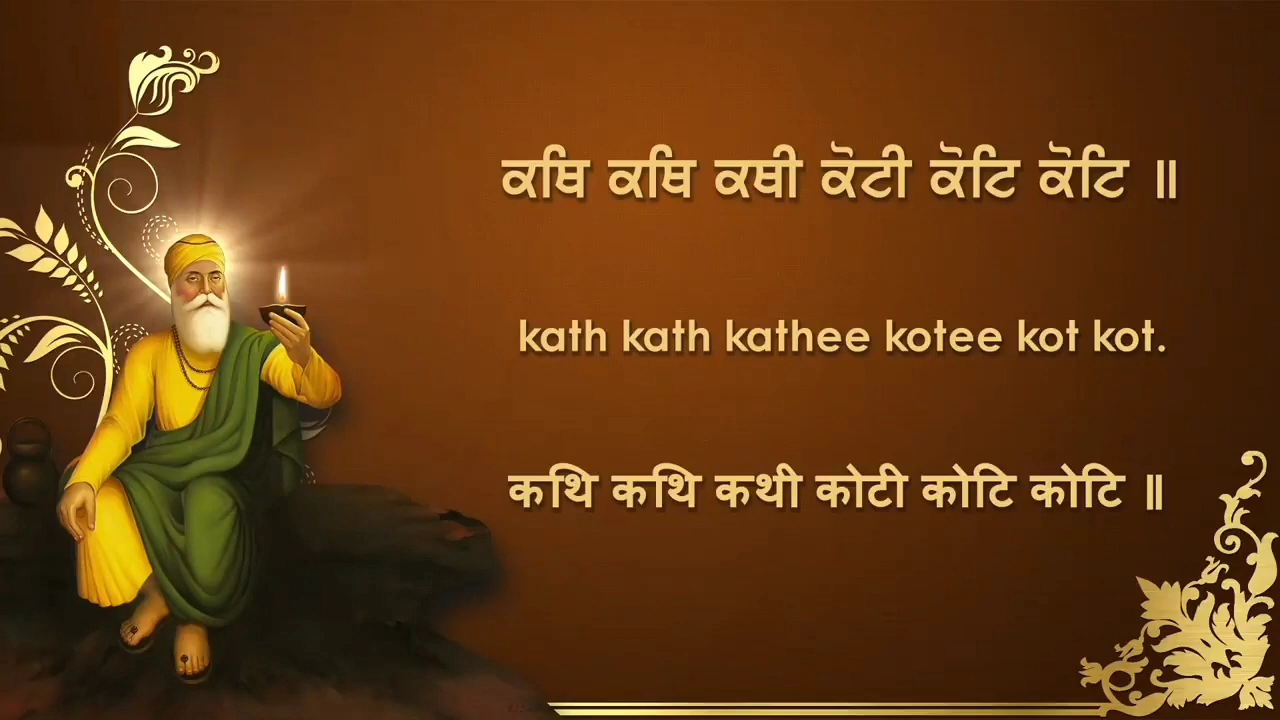 ਕਥਿ ਕਥਿ ਕਥੀ ਕੋਟੀ ਕੋਟਿ ਕੋਟਿ ॥
kath kath kathee kotee kot kot.
कथि कथि कथी कोटी कोटि कोटि ॥